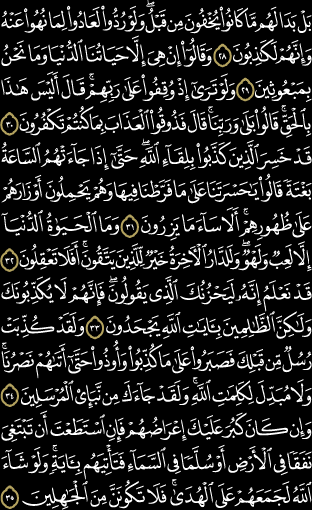 بَلْ بَدَا لَهُم مَّا كَانُوا۟ يُخْفُونَ مِن قَبْلُ ۖ وَلَوْ رُدُّوا۟ لَعَادُوا۟ لِمَا نُهُوا۟ عَنْهُ
وَإِنَّهُمْ لَكَـٰذِبُونَ ٢٨ وَقَالُوٓا۟ إِنْ هِىَ إِلَّا حَيَاتُنَا ٱلدُّنْيَا وَمَا نَحْنُ
بِمَبْعُوثِينَ ٢٩ وَلَوْ تَرَىٰٓ إِذْ وُقِفُوا۟ عَلَىٰ رَبِّهِمْ ۚ قَالَ أَلَيْسَ هَـٰذَا
بِٱلْحَقِّ ۚ قَالُوا۟ بَلَىٰ وَرَبِّنَا ۚ قَالَ فَذُوقُوا۟ ٱلْعَذَابَ بِمَا كُنتُمْ تَكْفُرُونَ ٣٠
قَدْ خَسِرَ ٱلَّذِينَ كَذَّبُوا۟ بِلِقَآءِ ٱللَّهِ ۖ حَتَّىٰٓ إِذَا جَآءَتْهُمُ ٱلسَّاعَةُ
بَغْتَةً قَالُوا۟ يَـٰحَسْرَتَنَا عَلَىٰ مَا فَرَّطْنَا فِيهَا وَهُمْ يَحْمِلُونَ أَوْزَارَهُمْ
عَلَىٰ ظُهُورِهِمْ ۚ أَلَا سَآءَ مَا يَزِرُونَ ٣١ وَمَا ٱلْحَيَوٰةُ ٱلدُّنْيَآ
إِلَّا لَعِبٌ وَلَهْوٌ ۖ وَلَلدَّارُ ٱلْـَٔاخِرَةُ خَيْرٌ لِّلَّذِينَ يَتَّقُونَ ۗ أَفَلَا تَعْقِلُونَ ٣٢
قَدْ نَعْلَمُ إِنَّهُۥ لَيَحْزُنُكَ ٱلَّذِى يَقُولُونَ ۖ فَإِنَّهُمْ لَا يُكَذِّبُونَكَ
وَلَـٰكِنَّ ٱلظَّـٰلِمِينَ بِـَٔايَـٰتِ ٱللَّهِ يَجْحَدُونَ ٣٣ وَلَقَدْ كُذِّبَتْ
رُسُلٌ مِّن قَبْلِكَ فَصَبَرُوا۟ عَلَىٰ مَا كُذِّبُوا۟ وَأُوذُوا۟ حَتَّىٰٓ أَتَىٰهُمْ نَصْرُنَا ۚ
وَلَا مُبَدِّلَ لِكَلِمَـٰتِ ٱللَّهِ ۚ وَلَقَدْ جَآءَكَ مِن نَّبَإِى۟ ٱلْمُرْسَلِينَ ٣٤
وَإِن كَانَ كَبُرَ عَلَيْكَ إِعْرَاضُهُمْ فَإِنِ ٱسْتَطَعْتَ أَن تَبْتَغِىَ
نَفَقًا فِى ٱلْأَرْضِ أَوْ سُلَّمًا فِى ٱلسَّمَآءِ فَتَأْتِيَهُم بِـَٔايَةٍ ۚ وَلَوْ شَآءَ
ٱللَّهُ لَجَمَعَهُمْ عَلَى ٱلْهُدَىٰ ۚ فَلَا تَكُونَنَّ مِنَ ٱلْجَـٰهِلِينَ ٣٥